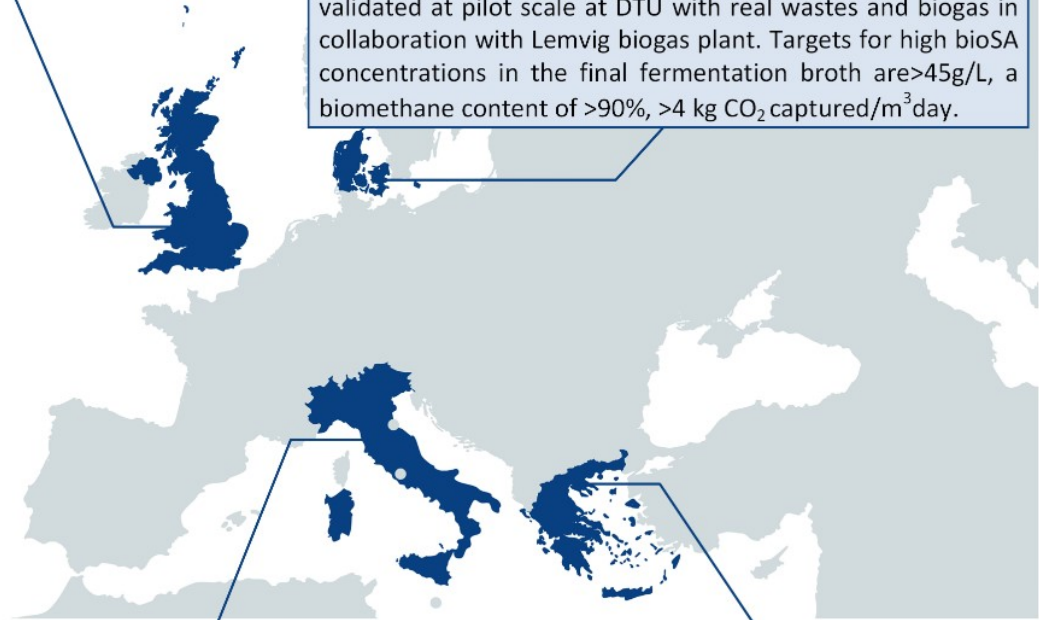 validated at pilot scale at DTU with real wastes and biogas in
collaboration with Lemvig biogas plant. Targets for high bioSA
concentrations in the final fermentation broth are>45g/L, a
biomethane content of >90%, >4 kg CO₂ captured/m³day.